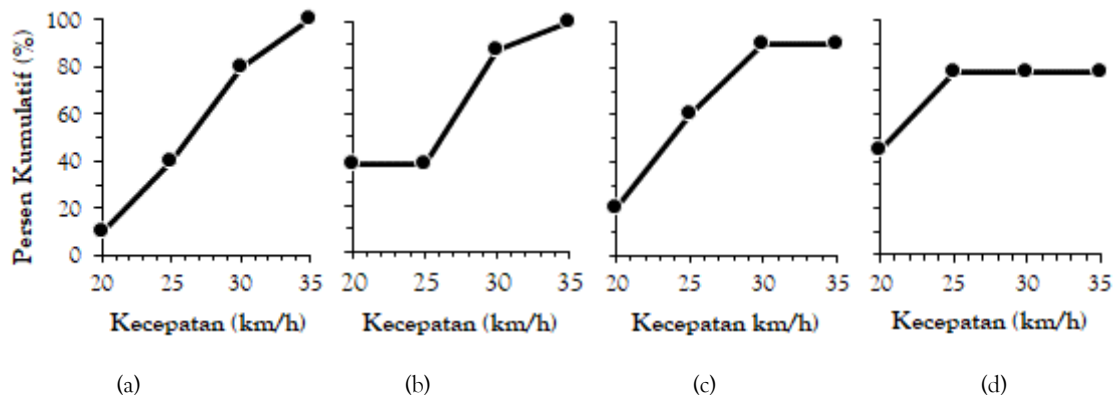 Persen Kumulatif (%)
100
80
60
40
20
0
20 25 30 35
20 25 30 35
20 25 30 35
20 25 30 35
Kecepatan (km/h)
Kecepatan (km/h)
Kecepatan km/h)
Kecepatan (km/h)
(a)
(b)
(c)
(d)